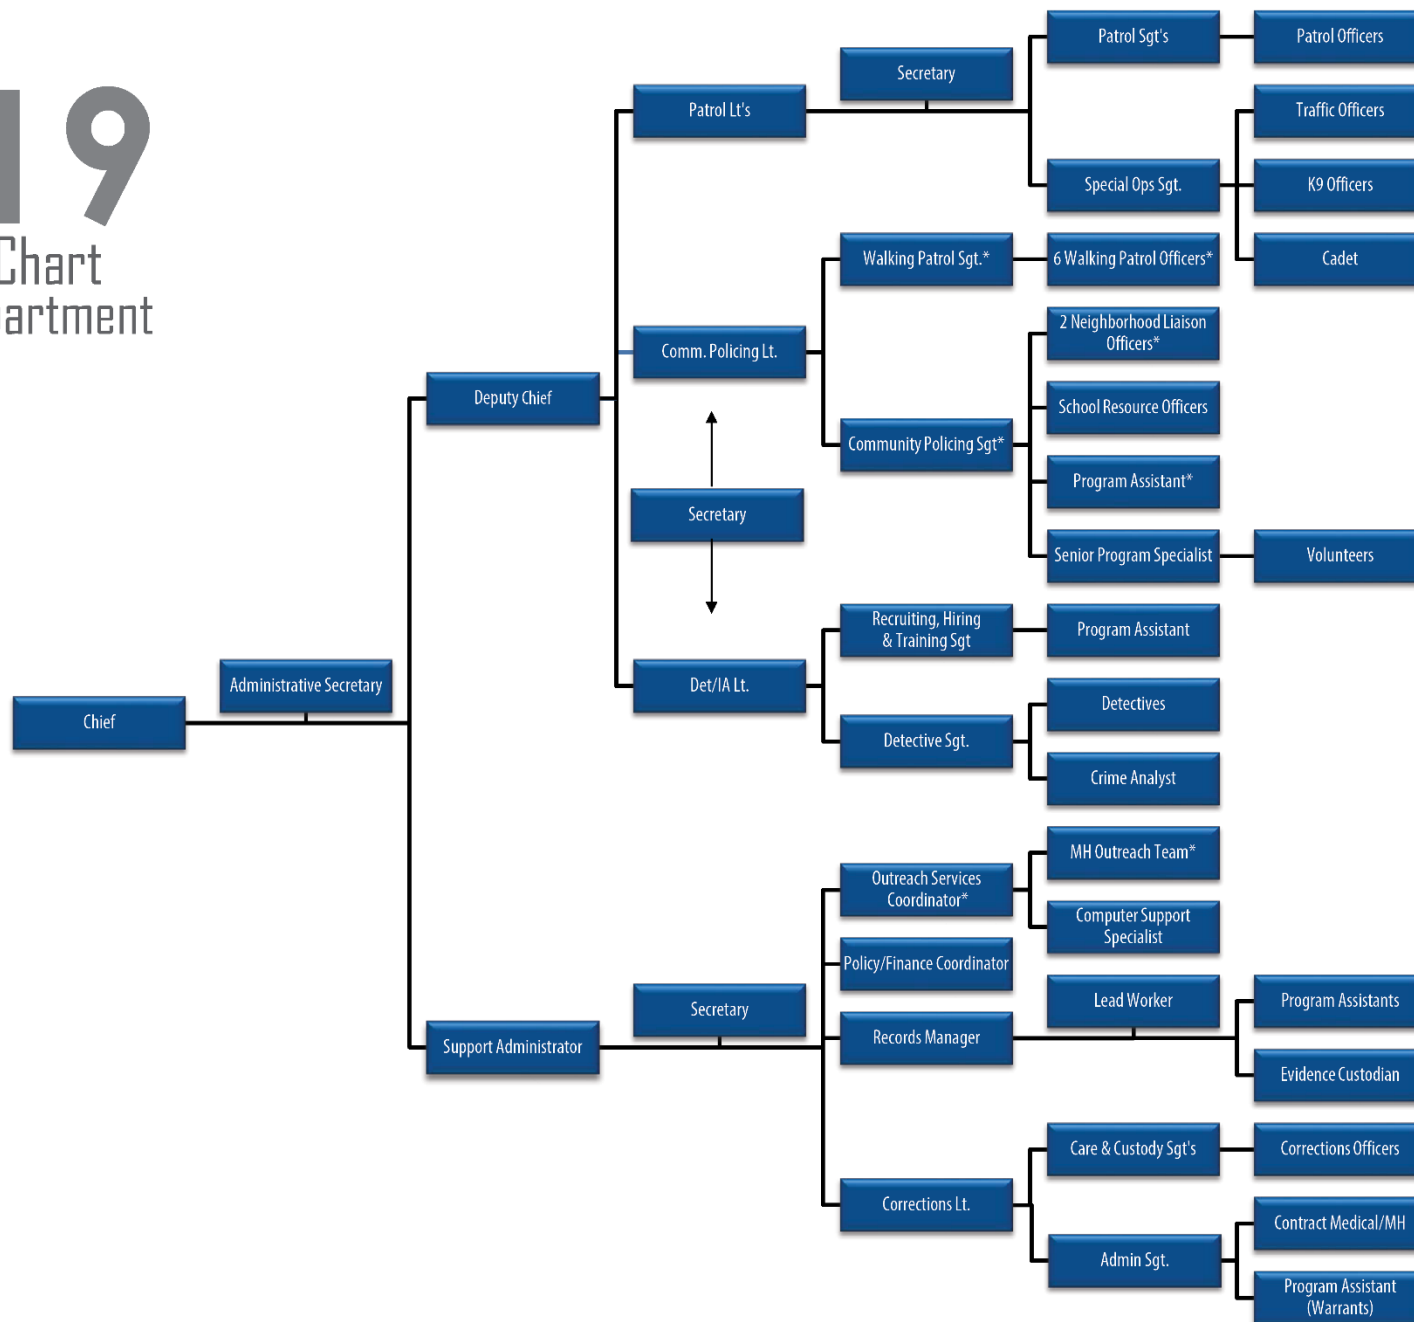 19
Chart
partment
Chief
Administrative Secretary
Deputy Chief
Support Administrator
Patrol Lt's
Secretary
Patrol Sgt's
Patrol Officers
Special Ops Sgt.
Traffic Officers
K9 Officers
Cadet
Comm. Policing Lt.
Walking Patrol Sgt.*
6 Walking Patrol Officers*
Community Policing Sgt*
2 Neighborhood Liaison
Officers*
School Resource Officers
Program Assistant*
Senior Program Specialist
Volunteers
Secretary
Det/IA Lt.
Recruiting, Hiring
& Training Sgt
Program Assistant
Detective Sgt.
Detectives
Crime Analyst
Secretary
Outreach Services
Coordinator*
MH Outreach Team*
Computer Support
Specialist
Policy/Finance Coordinator
Records Manager
Lead Worker
Program Assistants
Evidence Custodian
Corrections Lt.
Care & Custody Sgt's
Corrections Officers
Admin Sgt.
Contract Medical/MH
Program Assistant
(Warrants)